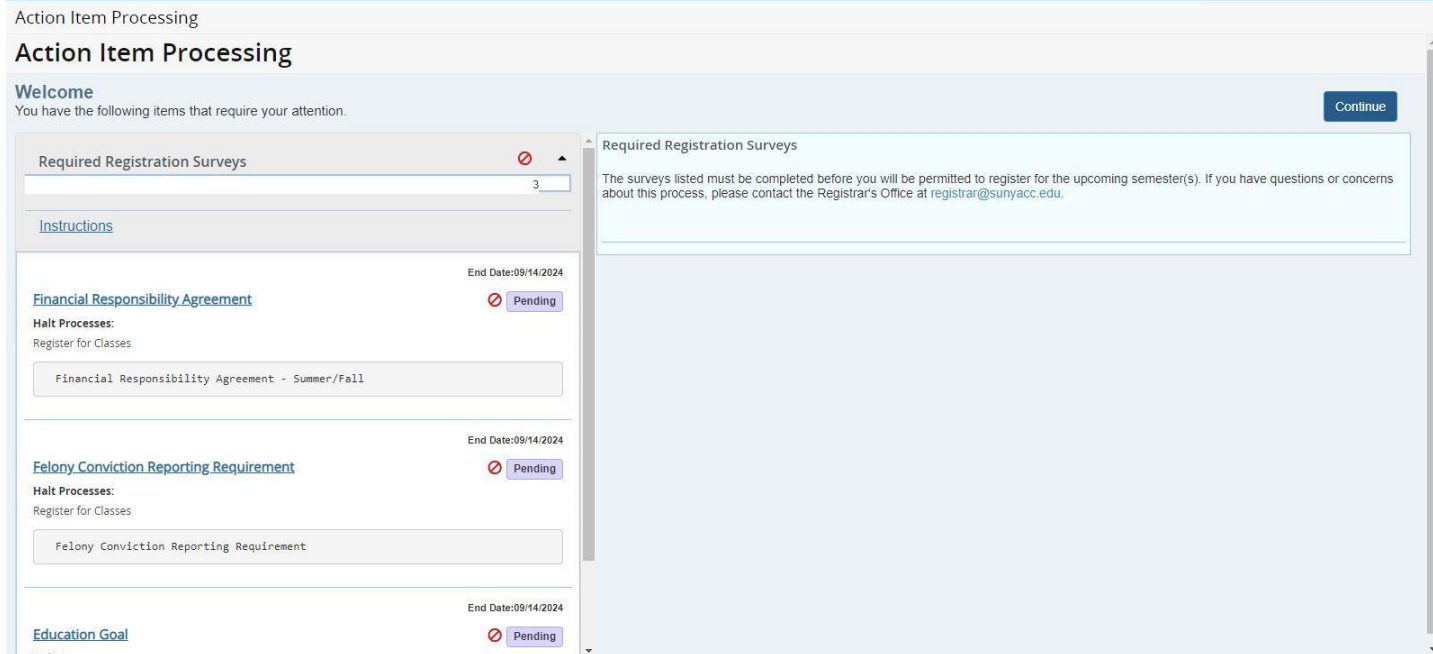 Action Item Processing
Action Item Processing
Welcome
You have the following items that require your attention.
Continue
Required Registration Surveys
3
Instructions
End Date:09/14/2024
Financial Responsibility Agreement
Pending
Halt Processes:
Register for Classes
Financial Responsibility Agreement - Summer/Fall
End Date:09/14/2024
Felony Conviction Reporting Requirement
Pending
Halt Processes:
Register for Classes
Felony Conviction Reporting Requirement
End Date:09/14/2024
Education Goal
Pending
Required Registration Surveys
The surveys listed must be completed before you will be permitted to register for the upcoming semester(s). If you have questions or concerns
about this process, please contact the Registrar's Office at registrar@sunyacc.edu.